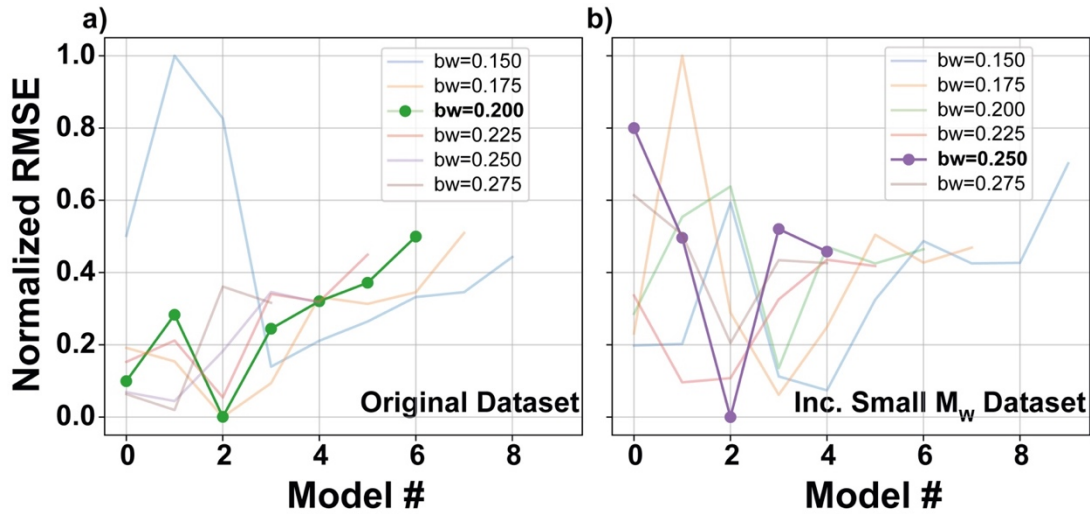 a)
Normalized RMSE
1.0
0.8
0.6
0.4
0.2
0.0
bw=0.150
bw=0.175
bw=0.200
bw=0.225
bw=0.250
bw=0.275
Original Dataset
0 2 4 6 8
Model #
b)
bw=0.150
bw=0.175
bw=0.200
bw=0.225
bw=0.250
bw=0.275
Inc. Small Mw Dataset
0 2 4 6 8
Model #